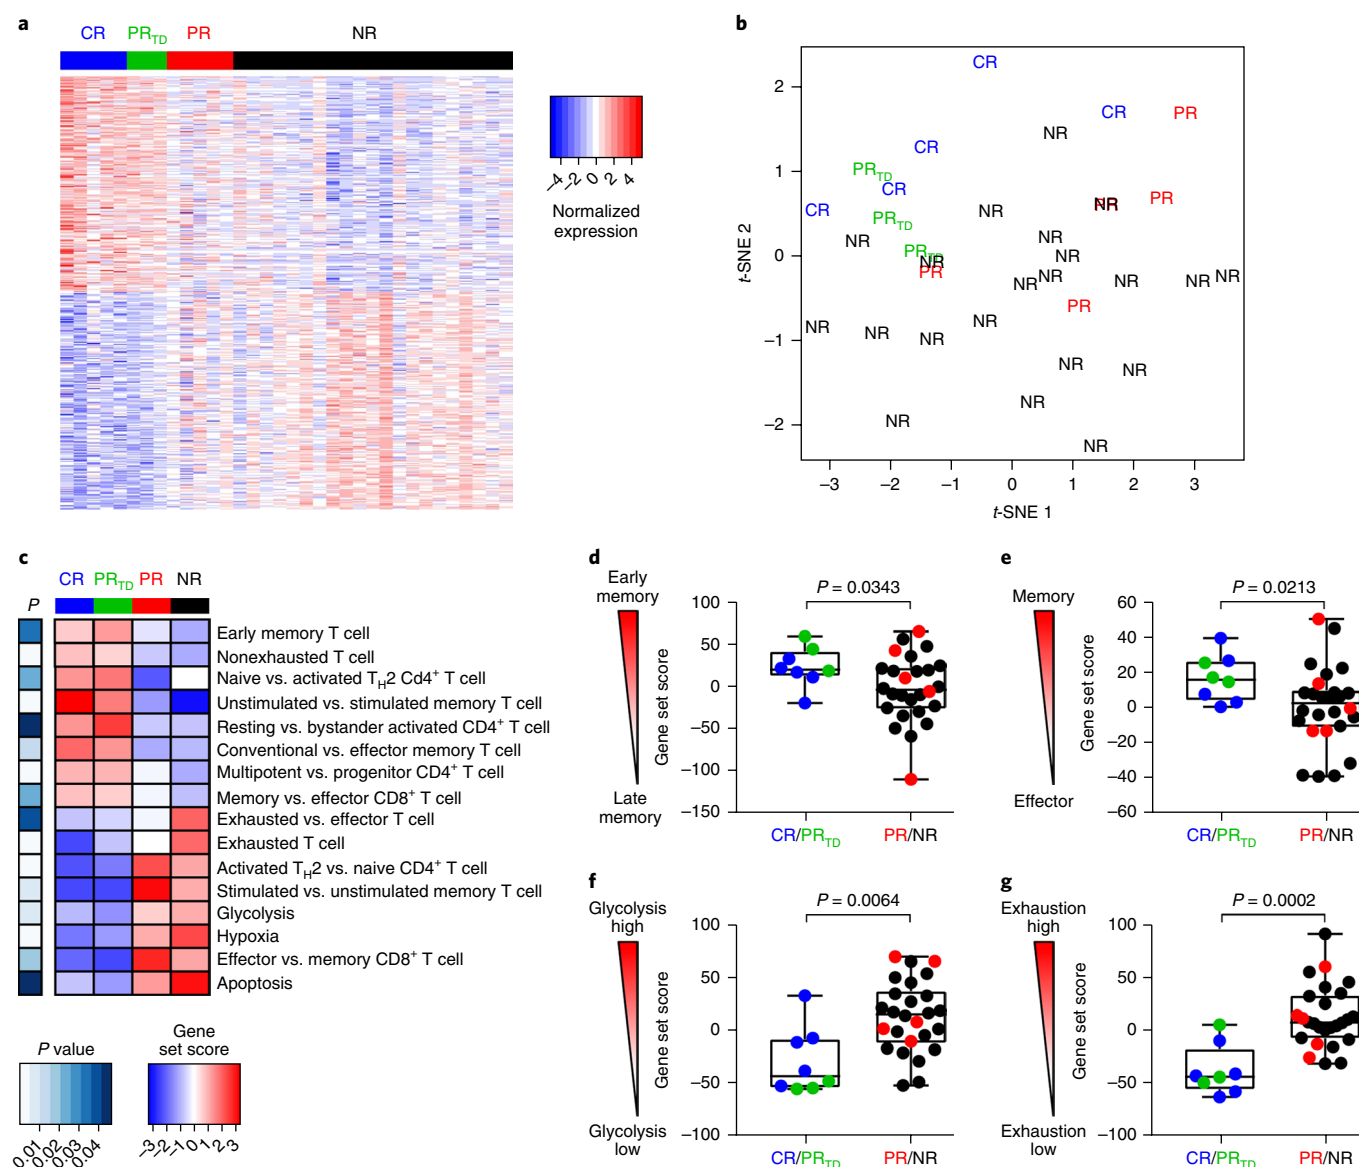 a
CR PRTD PR NR
−4 −2 0 2 4
Normalized
expression
b
t-SNE 2
2
1
0
−1
−2
CR
CR PR
NR
CR
PRTD
CR
CR
PRTD
NR
NR
PR
NR
PR
NR
NR
PRTD
NR
PR
NR
NR
NR
NR
NR
PR
NR
NR
NR
NR
NR
NR
NR
NR
NR
NR
−3 −2 −1 0 1 2 3
t-SNE 1
c
CR PRTD PR NR
P
Early memory T cell
Nonexhausted T cell
Naive vs. activated TH2 Cd4+ T cell
Unstimulated vs. stimulated memory T cell
Resting vs. bystander activated CD4+ T cell
Conventional vs. effector memory T cell
Multipotent vs. progenitor CD4+ T cell
Memory vs. effector CD8+ T cell
Exhausted vs. effector T cell
Exhausted T cell
Activated TH2 vs. naive CD4+ T cell
Stimulated vs. unstimulated memory T cell
Glycolysis
Hypoxia
Effector vs. memory CD8+ T cell
Apoptosis
P value
0.01 0.02 0.03 0.04
Gene
set score
−3 −2 −1 0 1 2 3
d
Early
memory
Late
memory
Gene set score
100
50
0
−50
−100
−150
P = 0.0343
CR/PRTD PR/NR
e
Memory
Effector
Gene set score
60
40
20
0
−20
−40
−60
P = 0.0213
CR/PRTD PR/NR
f
Glycolysis
high
Glycolysis
low
Gene set score
100
50
0
−50
−100
P = 0.0064
CR/PRTD PR/NR
g
Exhaustion
high
Exhaustion
low
Gene set score
100
50
0
−50
−100
P = 0.0002
CR/PRTD PR/NR